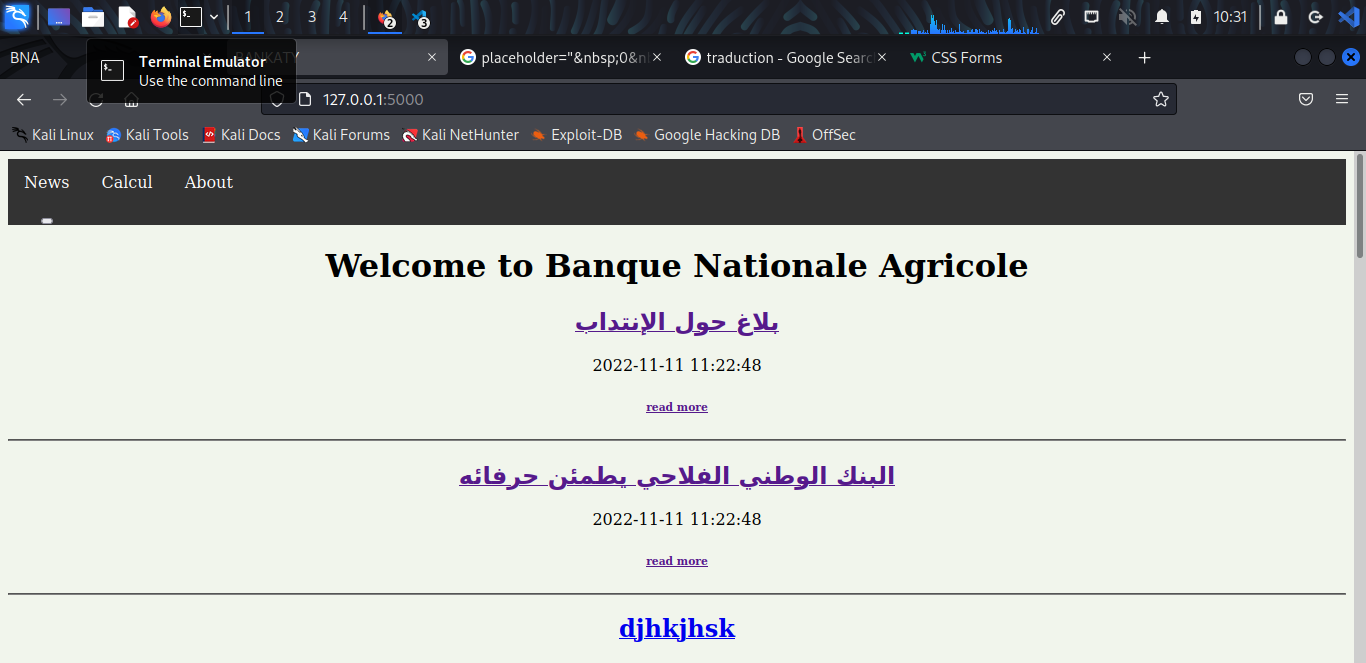 1 2 3 4 2 3 10:31
BNA
Terminal Emulator
Use the command line
placeholder="&nbsp;0&nl
traduction - Google Searc
CSS Forms
127.0.0.1:5000
Kali Linux Kali Tools Kali Docs Kali Forums Kali NetHunter Exploit-DB Google Hacking DB OffSec
News Calcul About
Welcome to Banque Nationale Agricole
بلاغ حول الإنتداب
2022-11-11 11:22:48
read more
البنك الوطني الفلاحي يطمئن حرفائه
2022-11-11 11:22:48
read more
djhkjhsk